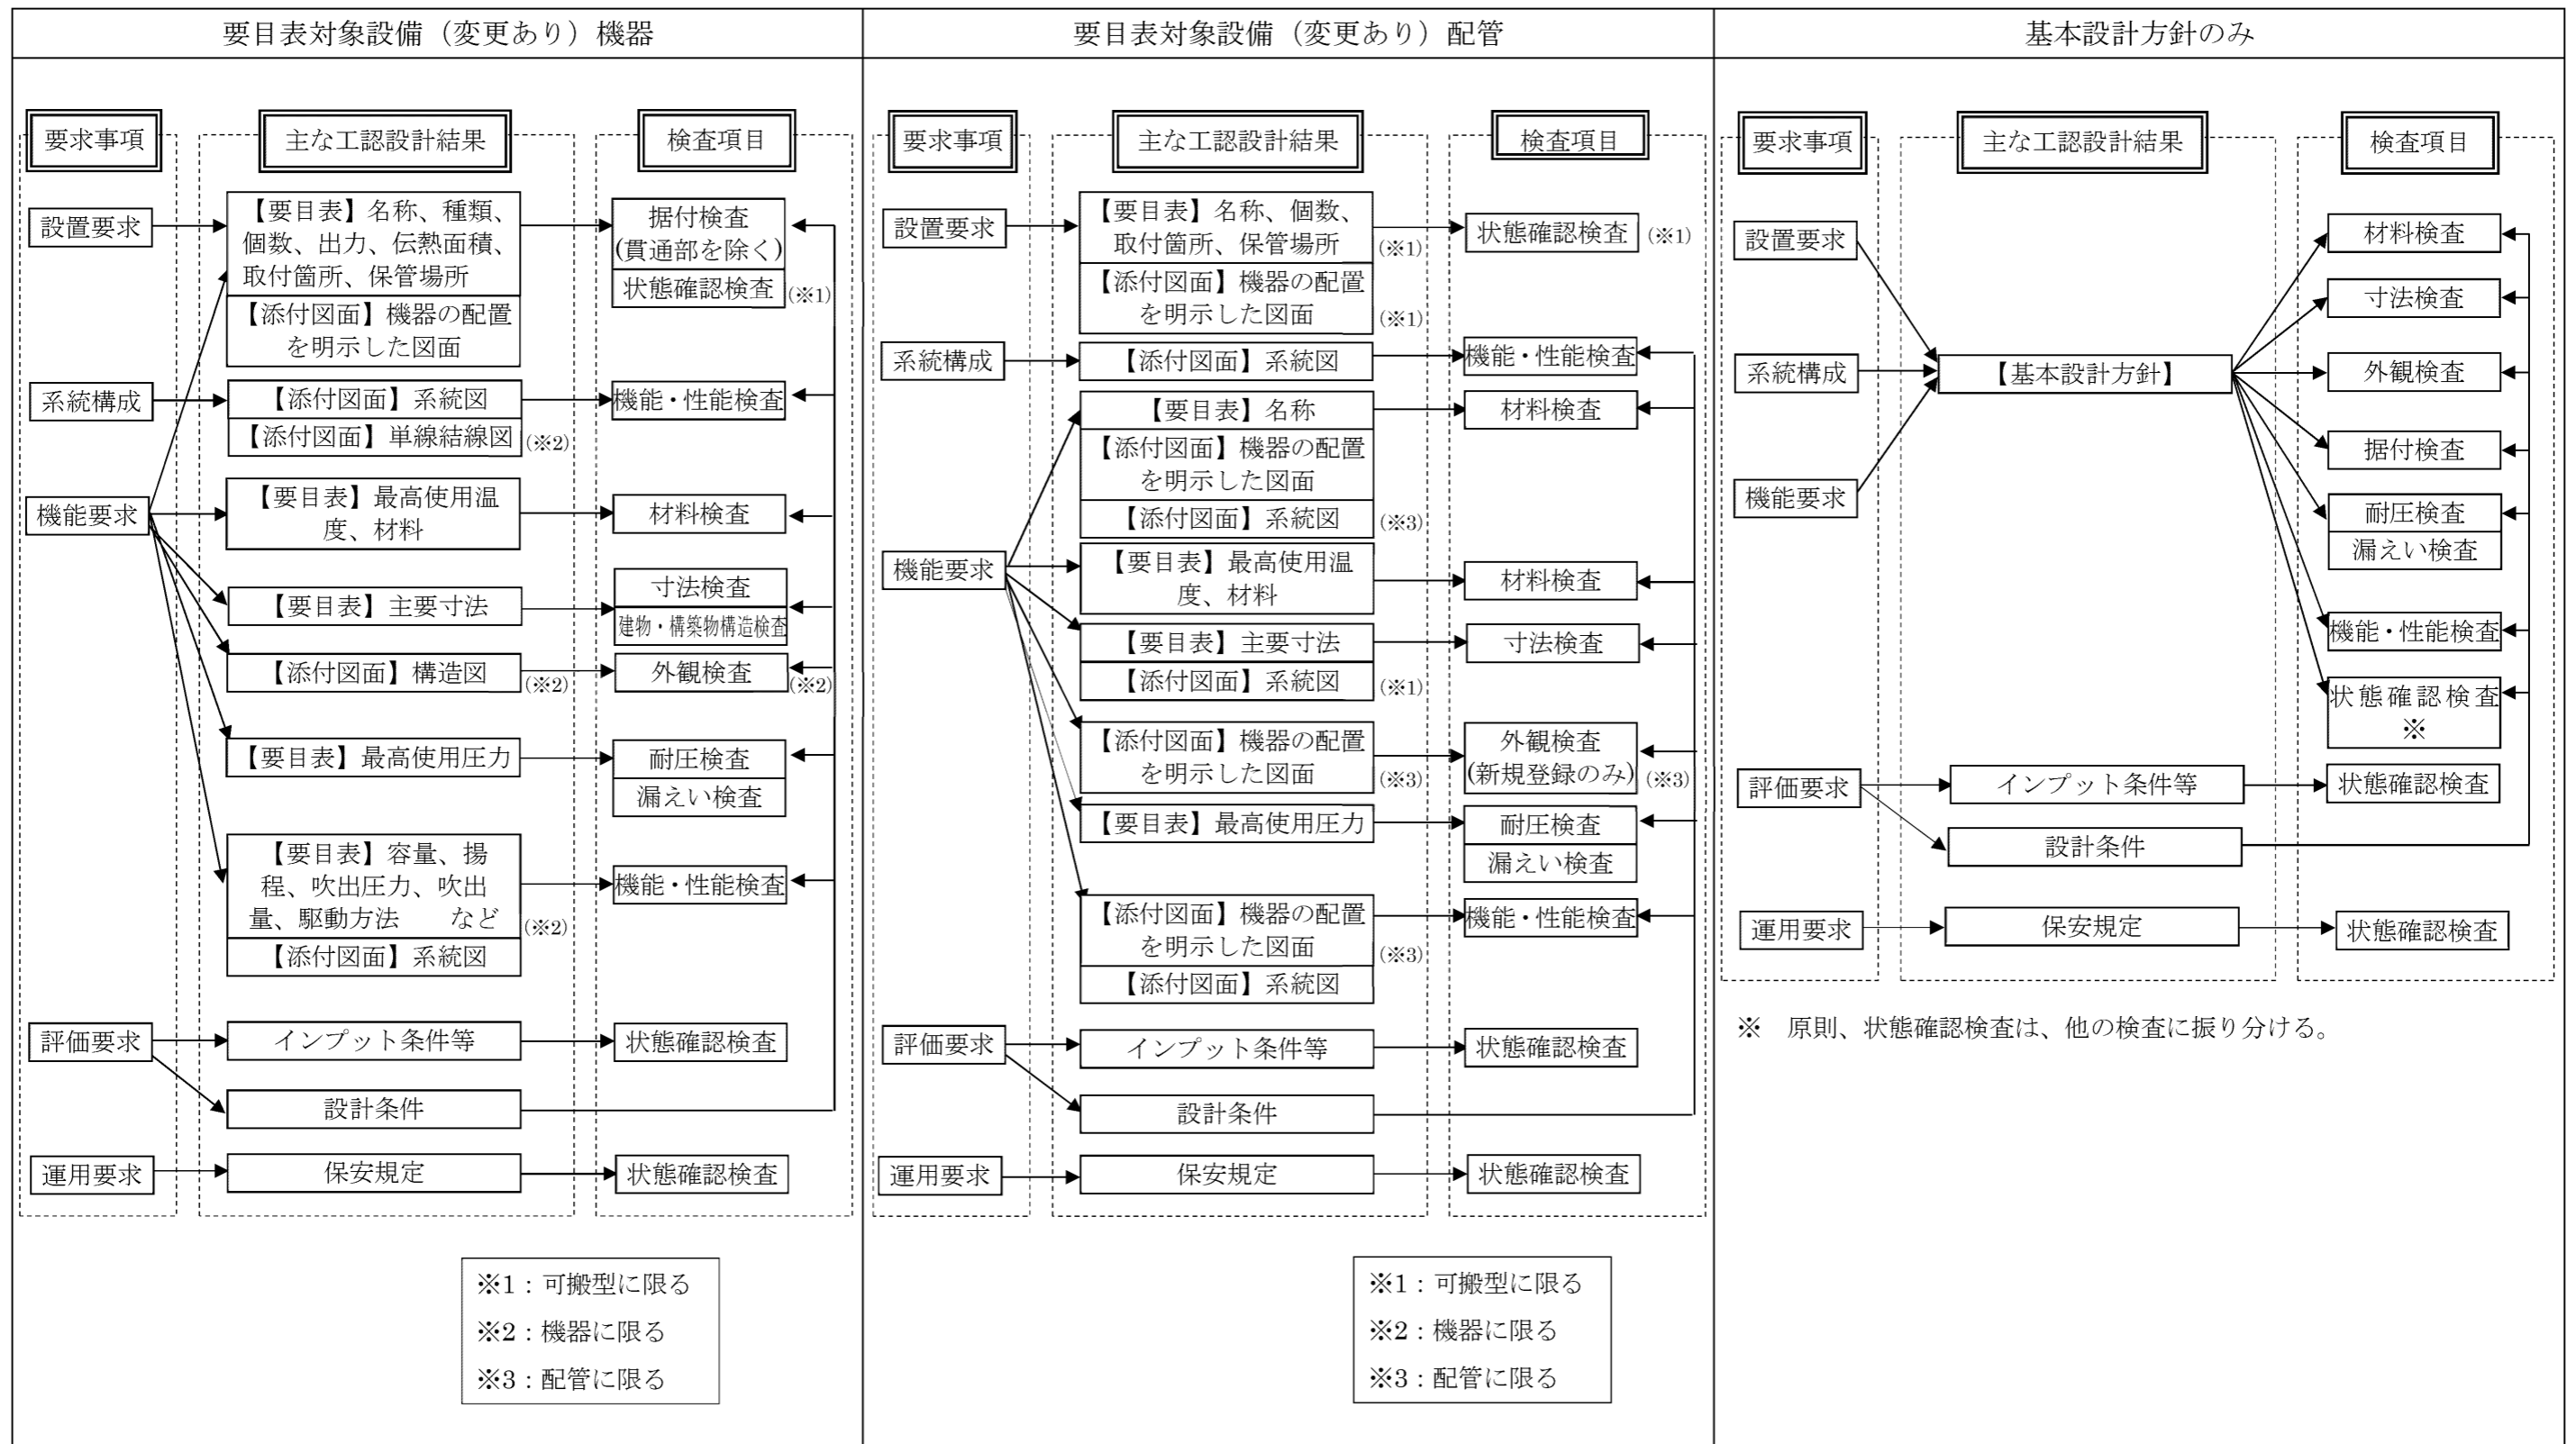 要目表対象設備（変更あり）機器
要求事項
主な工認設計結果
検査項目
設置要求
【要目表】名称、種類、
個数、出力、伝熱面積、
取付箇所、保管場所
【添付図面】機器の配置
を明示した図面
据付検査
(貫通部を除く)
状態確認検査
(※1)
系統構成
【添付図面】系統図
【添付図面】単線結線図
(※2)
機能・性能検査
機能要求
【要目表】最高使用温
度、材料
材料検査
【要目表】主要寸法
寸法検査
建物・構築物構造検査
【添付図面】構造図
(※2)
外観検査
(※2)
【要目表】最高使用圧力
耐圧検査
漏えい検査
【要目表】容量、揚
程、吹出圧力、吹出
量、駆動方法　　など
(※2)
【添付図面】系統図
機能・性能検査
評価要求
インプット条件等
状態確認検査
設計条件
運用要求
保安規定
状態確認検査
※1：可搬型に限る
※2：機器に限る
※3：配管に限る
要目表対象設備（変更あり）配管
要求事項
主な工認設計結果
検査項目
設置要求
【要目表】名称、個数、
取付箇所、保管場所
(※1)
【添付図面】機器の配置
を明示した図面
(※1)
状態確認検査
(※1)
系統構成
【添付図面】系統図
機能・性能検査
機能要求
【要目表】名称
【添付図面】機器の配置
を明示した図面
【添付図面】系統図
(※3)
材料検査
【要目表】最高使用温
度、材料
材料検査
【要目表】主要寸法
【添付図面】系統図
(※1)
寸法検査
【添付図面】機器の配置
を明示した図面
(※3)
外観検査
(新規登録のみ)
(※3)
【要目表】最高使用圧力
耐圧検査
漏えい検査
【添付図面】機器の配置
を明示した図面
(※3)
【添付図面】系統図
機能・性能検査
評価要求
インプット条件等
状態確認検査
設計条件
運用要求
保安規定
状態確認検査
※1：可搬型に限る
※2：機器に限る
※3：配管に限る
基本設計方針のみ
要求事項
主な工認設計結果
検査項目
設置要求
系統構成
機能要求
【基本設計方針】
材料検査
寸法検査
外観検査
据付検査
耐圧検査
漏えい検査
機能・性能検査
状態確認検査
※
評価要求
インプット条件等
状態確認検査
設計条件
運用要求
保安規定
状態確認検査
※　原則、状態確認検査は、他の検査に振り分ける。